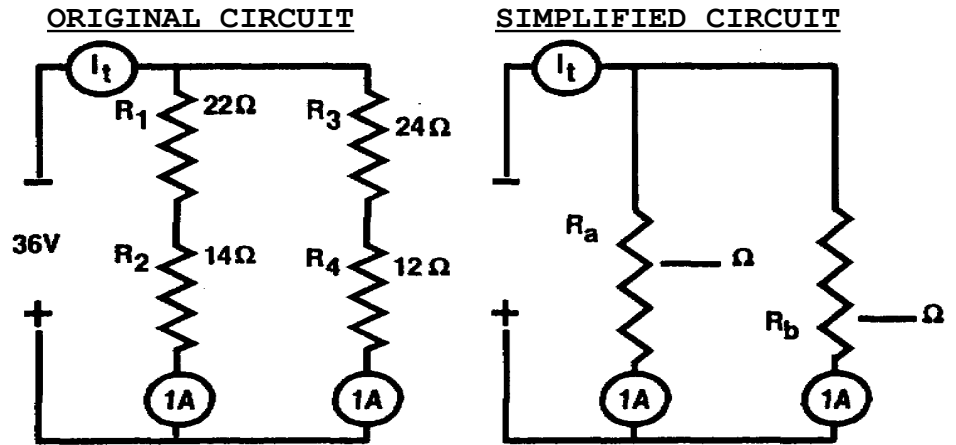 ORIGINAL CIRCUIT
SIMPLIFIED CIRCUIT
It
R1
22Ω
R3
24Ω
36V
R2
14Ω
R4
12Ω
1A
1A
It
Ra
Ω
Rb
Ω
1A
1A